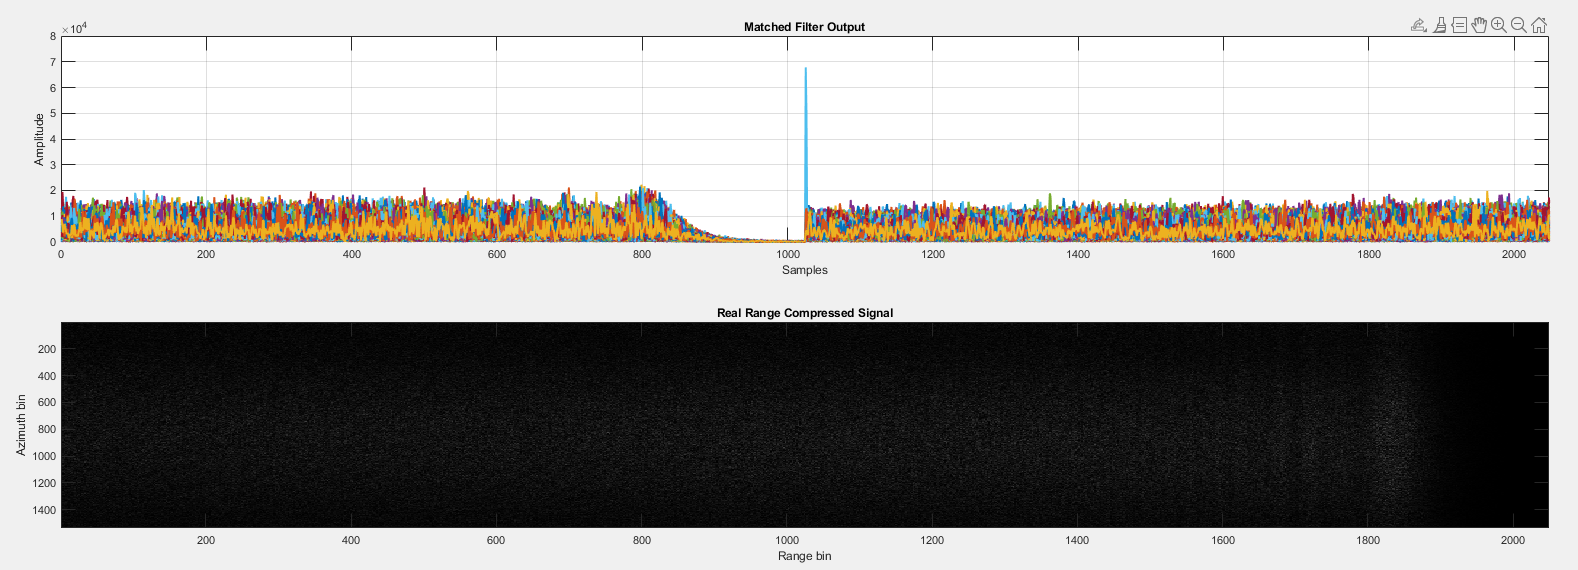 Matched Filter Output
×10⁴
8
7
6
5
4
3
2
1
0
Amplitude
0 200 400 600 800 1000 1200 1400 1600 1800 2000
Samples
Real Range Compressed Signal
200
400
600
800
1000
1200
1400
Azimuth bin
200 400 600 800 1000 1200 1400 1600 1800 2000
Range bin